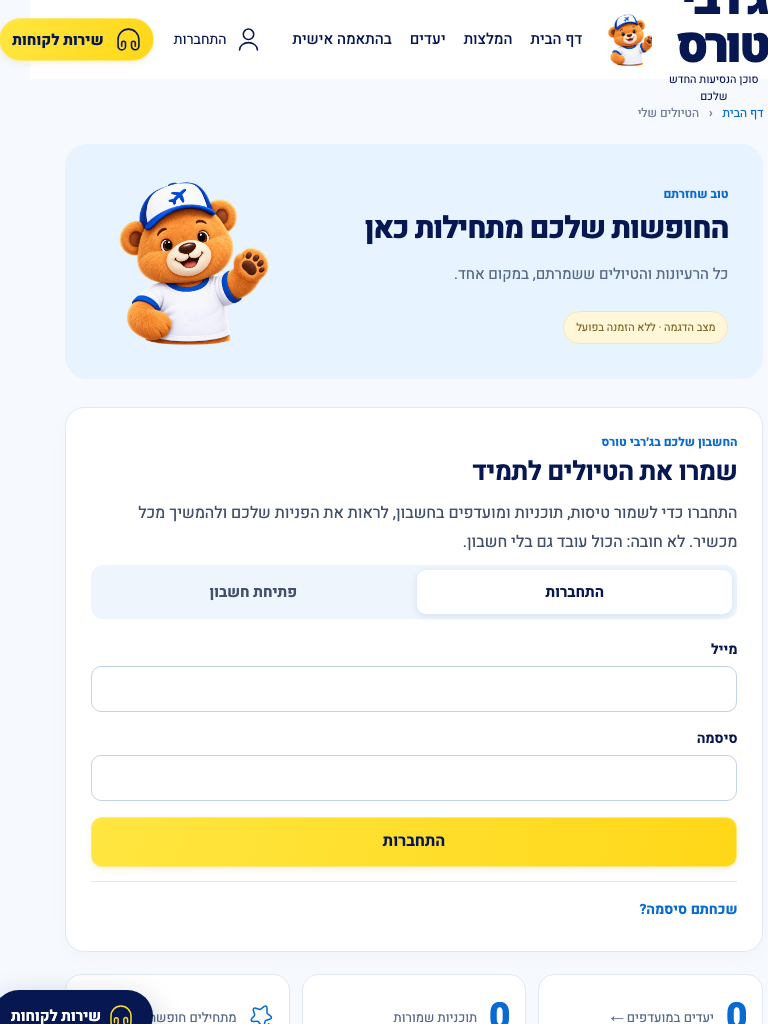 ג׳רבי
טורס
סוכן הנסיעות החדש
שלכם
דף הבית
המלצות
יעדים
בהתאמה אישית
התחברות
שירות לקוחות
דף הבית ‹ הטיולים שלי
טוב שחזרתם
החופשות שלכם מתחילות כאן
כל הרעיונות והטיולים ששמרתם, במקום אחד.
מצב הדגמה · ללא הזמנה בפועל
החשבון שלכם בג׳רבי טורס
שמרו את הטיולים לתמיד
התחברו כדי לשמור טיסות, תוכניות ומועדפים בחשבון, לראות את הפניות שלכם ולהמשיך מכל
מכשיר. לא חובה: הכול עובד גם בלי חשבון.
התחברות
פתיחת חשבון
מייל
סיסמה
התחברות
שכחתם סיסמה?
0 יעדים במועדפים ←
0 תוכניות שמורות
מתחילים חופשה
שירות לקוחות